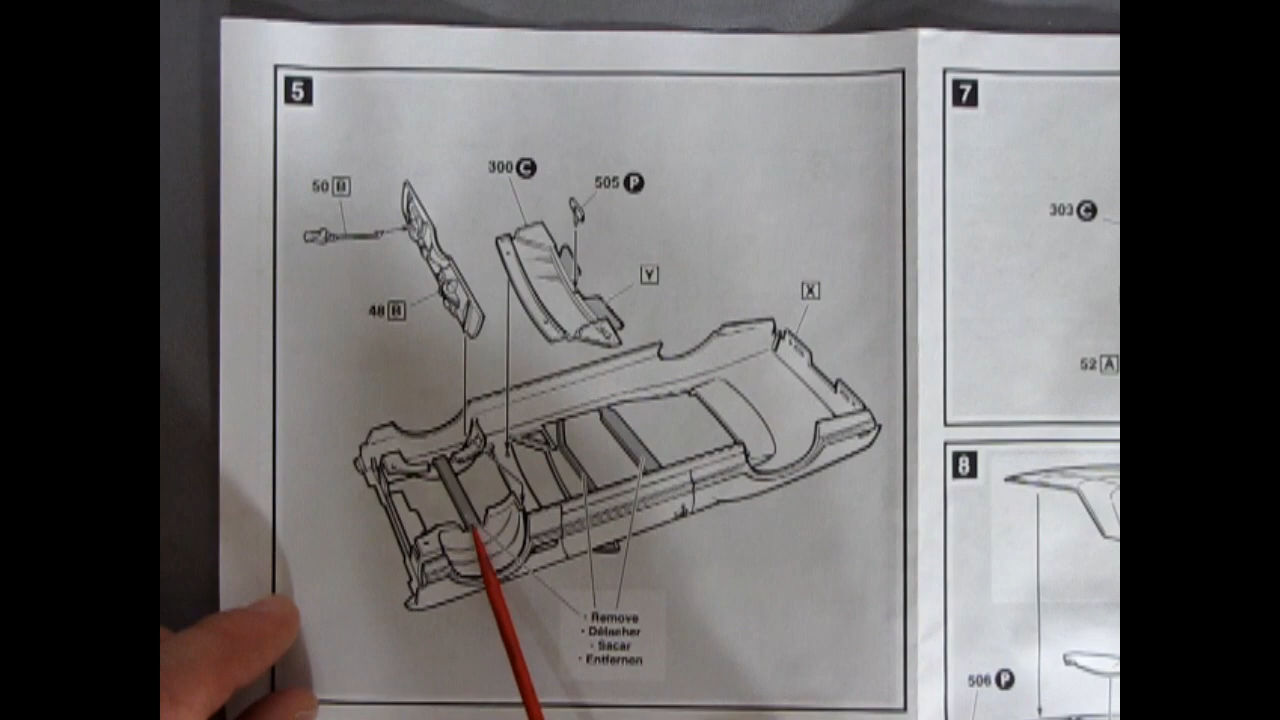 5
300 C
505 P
50 B
Y
48 B
X
- Remove
- Détacher
- Sacar
- Entfernen
7
303 C
52 A
8
506 P